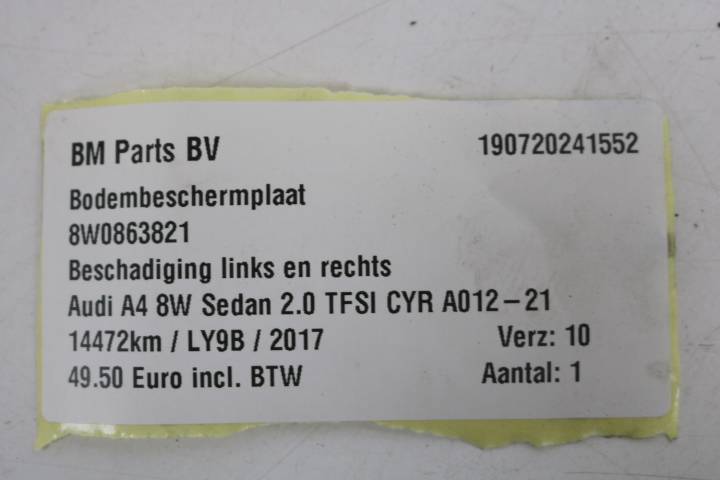 BM Parts BV 190720241552
Bodembeschermplaat
8W0863821
Beschadiging links en rechts
Audi A4 8W Sedan 2.0 TFSI CYR A012-21
14472km / LY9B / 2017 Verz: 10
49.50 Euro incl. BTW Aantal: 1